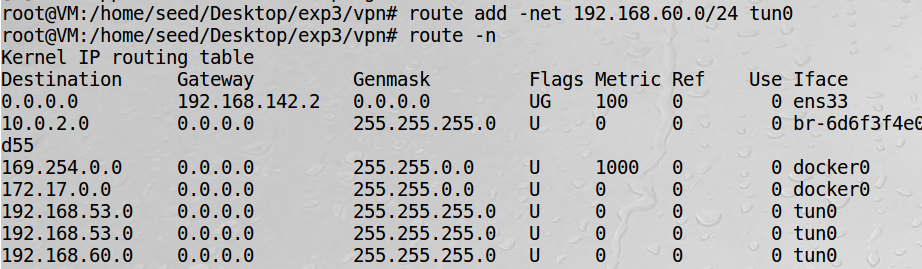 root@VM:/home/seed/Desktop/exp3/vpn# route add -net 192.168.60.0/24 tun0
root@VM:/home/seed/Desktop/exp3/vpn# route -n
Kernel IP routing table
Destination     Gateway         Genmask         Flags Metric Ref    Use Iface
0.0.0.0         192.168.142.2   0.0.0.0         UG    100    0        0 ens33
10.0.2.0        0.0.0.0         255.255.255.0   U     0      0        0 br-6d6f3f4e0
d55
169.254.0.0     0.0.0.0         255.255.0.0     U     1000   0        0 docker0
172.17.0.0      0.0.0.0         255.255.0.0     U     0      0        0 docker0
192.168.53.0    0.0.0.0         255.255.255.0   U     0      0        0 tun0
192.168.53.0    0.0.0.0         255.255.255.0   U     0      0        0 tun0
192.168.60.0    0.0.0.0         255.255.255.0   U     0      0        0 tun0